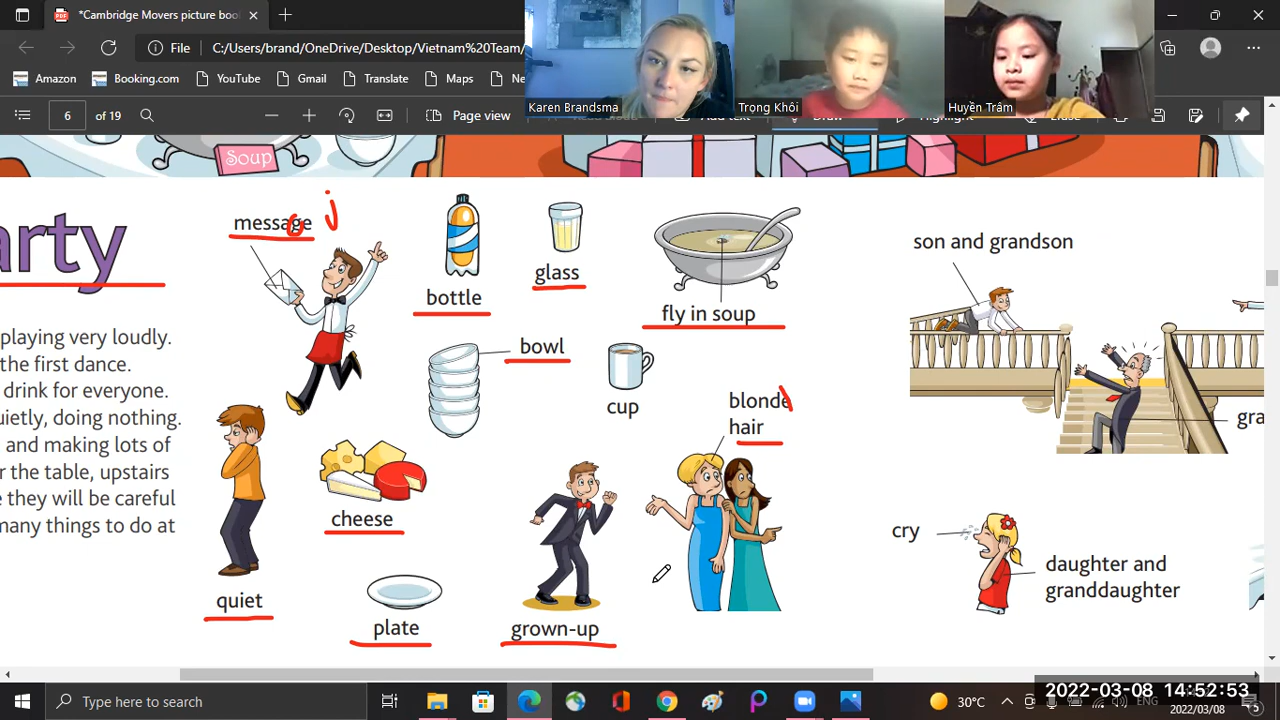 *Cambridge Movers picture boo
File
C:/Users/brand/OneDrive/Desktop/Vietnam%20Team/
Amazon
Booking.com
YouTube
Gmail
Translate
Maps
Karen Brandsma
Trọng Khôi
Huyền Trâm
6
of 19
Page view
Soup
arty
message
j
bottle
glass
fly in soup
son and grandson
playing very loudly.
the first dance.
drink for everyone.
uietly, doing nothing.
and making lots of
r the table, upstairs
e they will be careful
many things to do at
bowl
cup
blonde
hair
gra
cheese
cry
daughter and
granddaughter
quiet
plate
grown-up
Type here to search
30°C
ENG
2022-03-08 14:52:53
2022/03/08